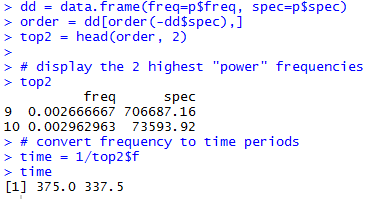 > dd = data.frame(freq=p$freq, spec=p$spec)
> order = dd[order(-dd$spec),]
> top2 = head(order, 2)
>
> # display the 2 highest "power" frequencies
> top2
freq spec
9 0.002666667 706687.16
10 0.002962963 73593.92
> # convert frequency to time periods
> time = 1/top2$f
> time
[1] 375.0 337.5